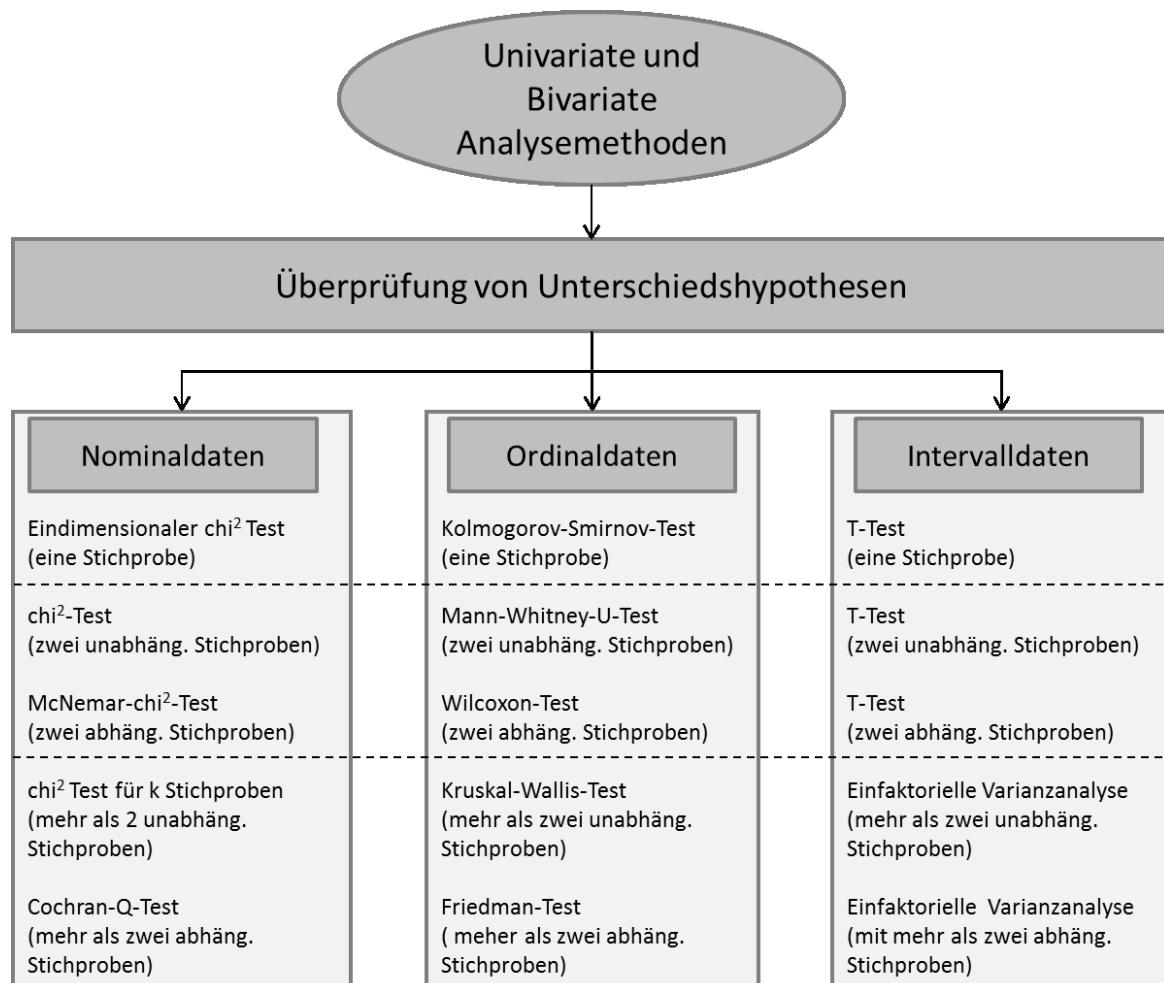 Univariate und
Bivariate
Analysemethoden
Überprüfung von Unterschiedshypothesen
Nominaldaten
Eindimensionaler chi² Test
(eine Stichprobe)
chi²-Test
(zwei unabhäng. Stichproben)
McNemar-chi²-Test
(zwei abhäng. Stichproben)
chi² Test für k Stichproben
(mehr als 2 unabhäng.
Stichproben)
Cochran-Q-Test
(mehr als zwei abhäng.
Stichproben)
Ordinaldaten
Kolmogorov-Smirnov-Test
(eine Stichprobe)
Mann-Whitney-U-Test
(zwei unabhäng. Stichproben)
Wilcoxon-Test
(zwei abhäng. Stichproben)
Kruskal-Wallis-Test
(mehr als zwei unabhäng.
Stichproben)
Friedman-Test
( meher als zwei abhäng.
Stichproben)
Intervalldaten
T-Test
(eine Stichprobe)
T-Test
(zwei unabhäng. Stichproben)
T-Test
(zwei abhäng. Stichproben)
Einfaktorielle Varianzanalyse
(mehr als zwei unabhäng.
Stichproben)
Einfaktorielle  Varianzanalyse
(mit mehr als zwei abhäng.
Stichproben)